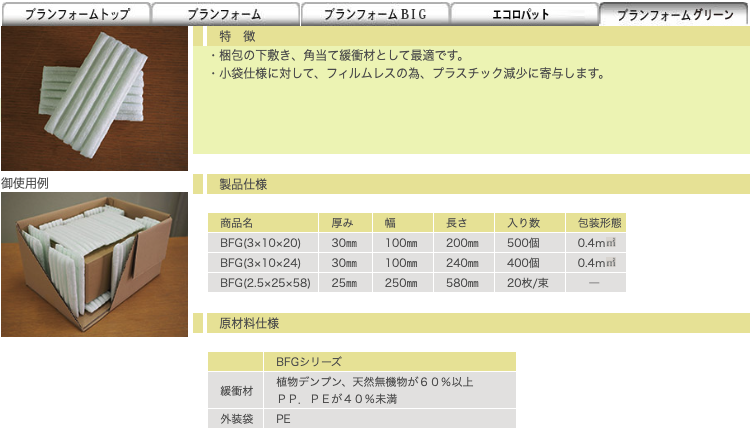 プランフォームトップ プランフォーム プランフォームＢＩＧ エコロパット プランフォームグリーン
特　徴
・梱包の下敷き、角当て緩衝材として最適です。
・小袋仕様に対して、フィルムレスの為、プラスチック減少に寄与します。
御使用例
製品仕様
商品名 厚み 幅 長さ 入り数 包装形態
BFG(3×10×20) 30㎜ 100㎜ 200㎜ 500個 0.4m㎥
BFG(3×10×24) 30㎜ 100㎜ 240㎜ 400個 0.4m㎥
BFG(2.5×25×58) 25㎜ 250㎜ 580㎜ 20枚/束 ―
原材料仕様
BFGシリーズ
緩衝材 植物デンプン、天然無機物が６０％以上
ＰＰ．ＰＥが４０％未満
外装袋 PE